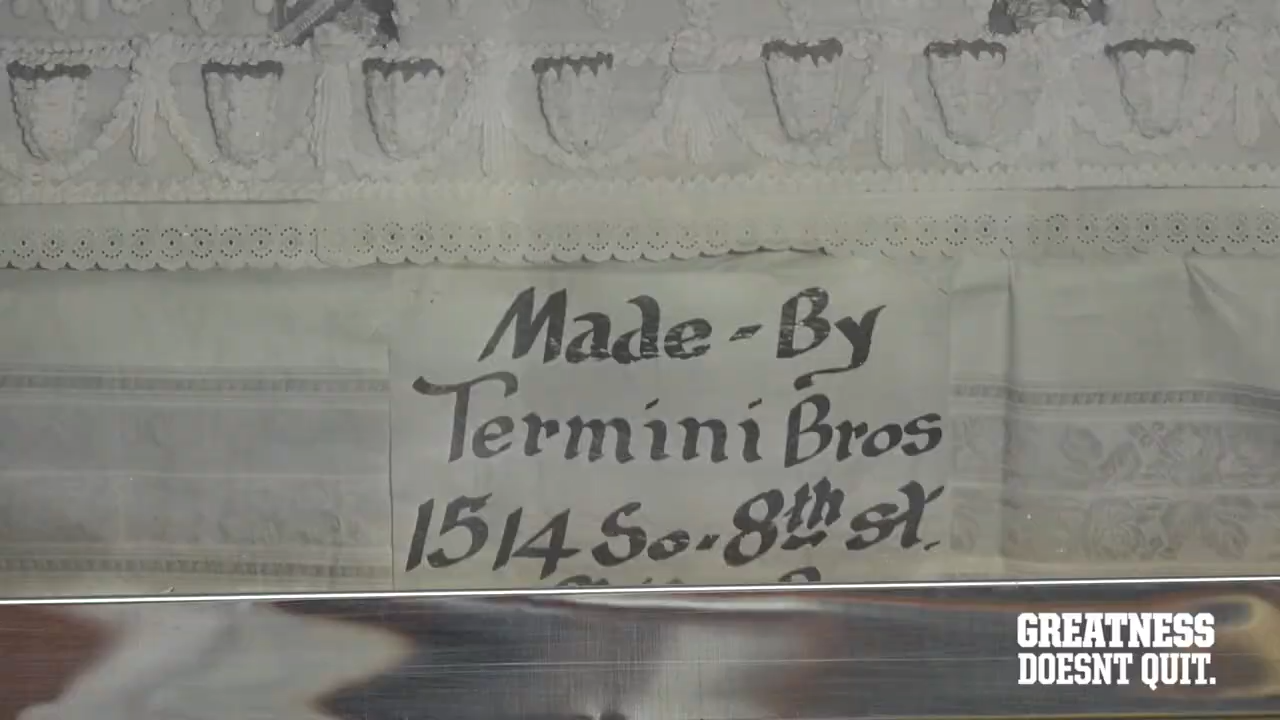 Made-By
Termini Bros
1514 So. 8th st.
GREATNESS
DOESNT QUIT.